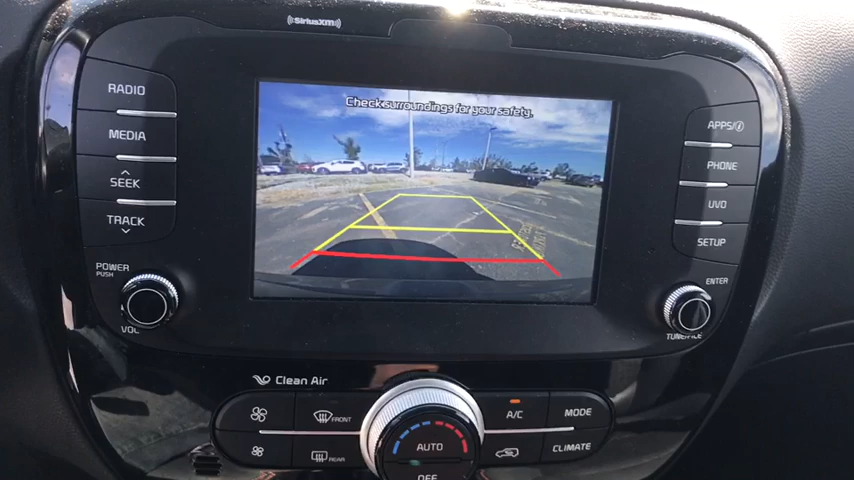 ((SiriusXM))
Check surroundings for your safety.
RADIO
MEDIA
SEEK
TRACK
POWER
PUSH
VOL
APPS/i
PHONE
UVO
SETUP
ENTER
TUNE
FILE
Clean Air
FRONT
REAR
A/C
MODE
AUTO
CLIMATE
OFF